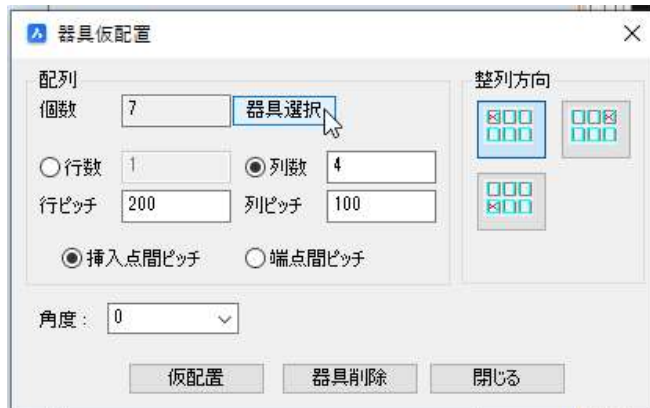 器具仮配置
配列
個数 7 器具選択
行数 1 列数 4
行ピッチ 200 列ピッチ 100
挿入点間ピッチ 端点間ピッチ
整列方向
角度： 0
仮配置 器具削除 閉じる